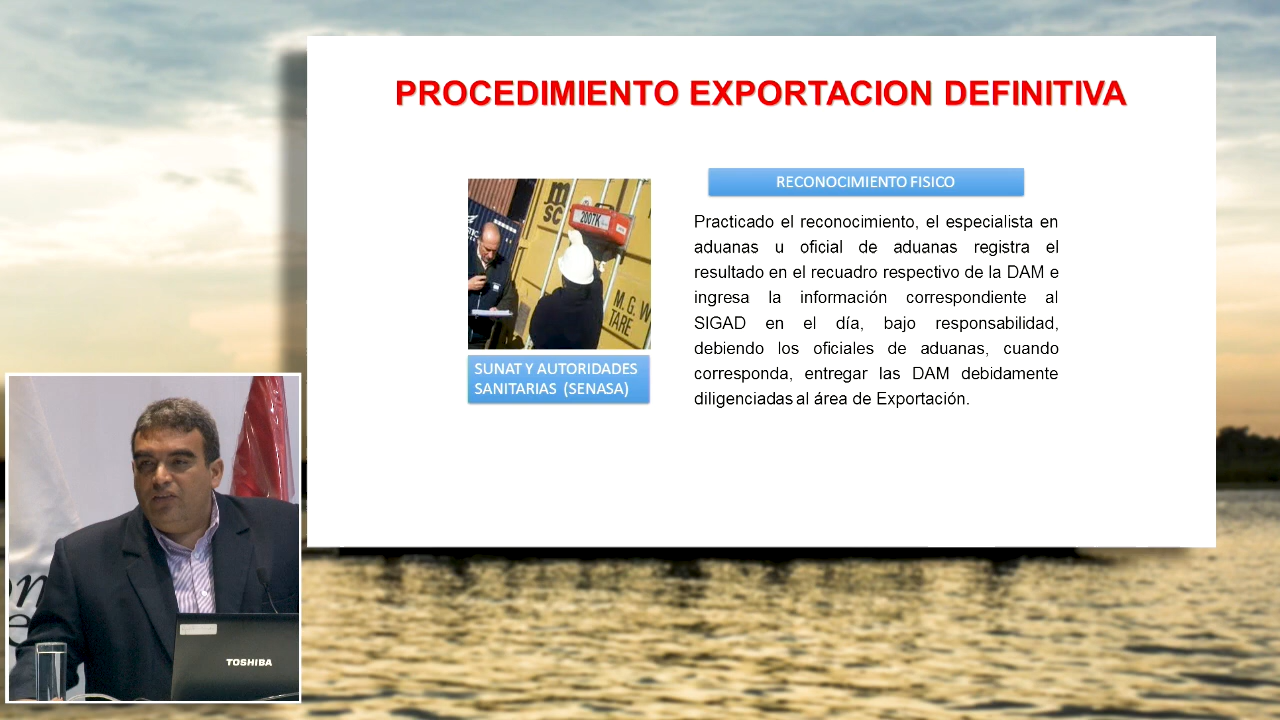 PROCEDIMIENTO EXPORTACION DEFINITIVA
RECONOCIMIENTO FISICO
Practicado el reconocimiento, el especialista en
aduanas u oficial de aduanas registra el
resultado en el recuadro respectivo de la DAM e
ingresa la información correspondiente al
SIGAD en el día, bajo responsabilidad,
debiendo los oficiales de aduanas, cuando
corresponda, entregar las DAM debidamente
diligenciadas al área de Exportación.
m
SC
2007K
M. G. W
TARE
SUNAT Y AUTORIDADES
SANITARIAS (SENASA)
TOSHIBA